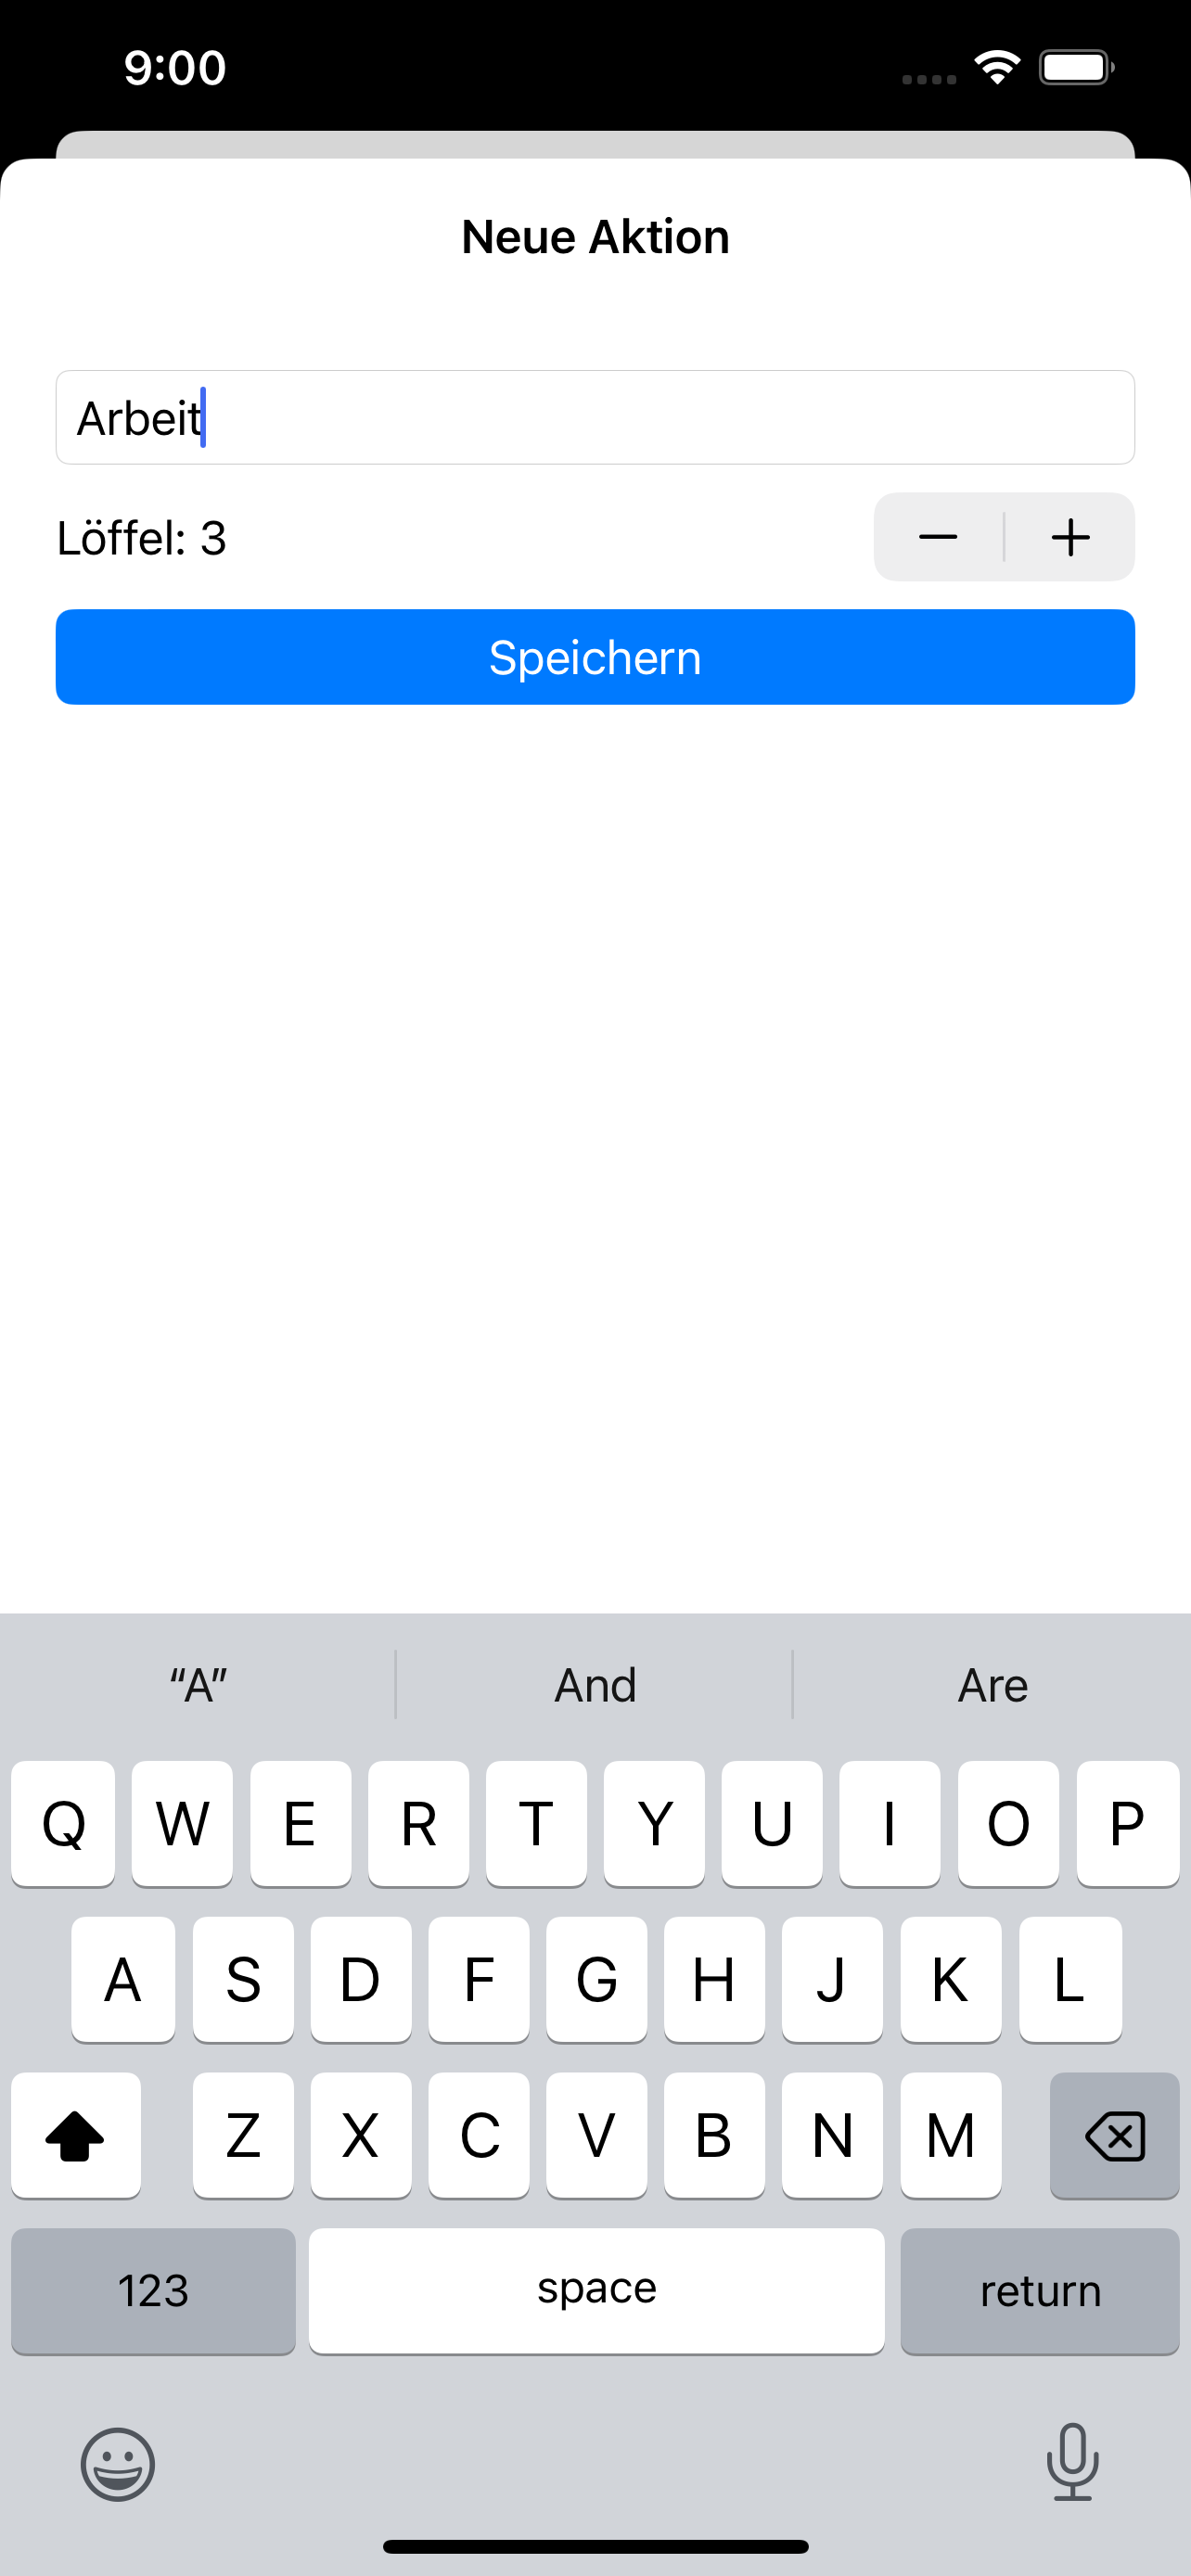 9:00
Neue Aktion
Arbeit
Löffel: 3
Speichern
“A” And Are
Q W E R T Y U I O P
A S D F G H J K L
Z X C V B N M
123 space return